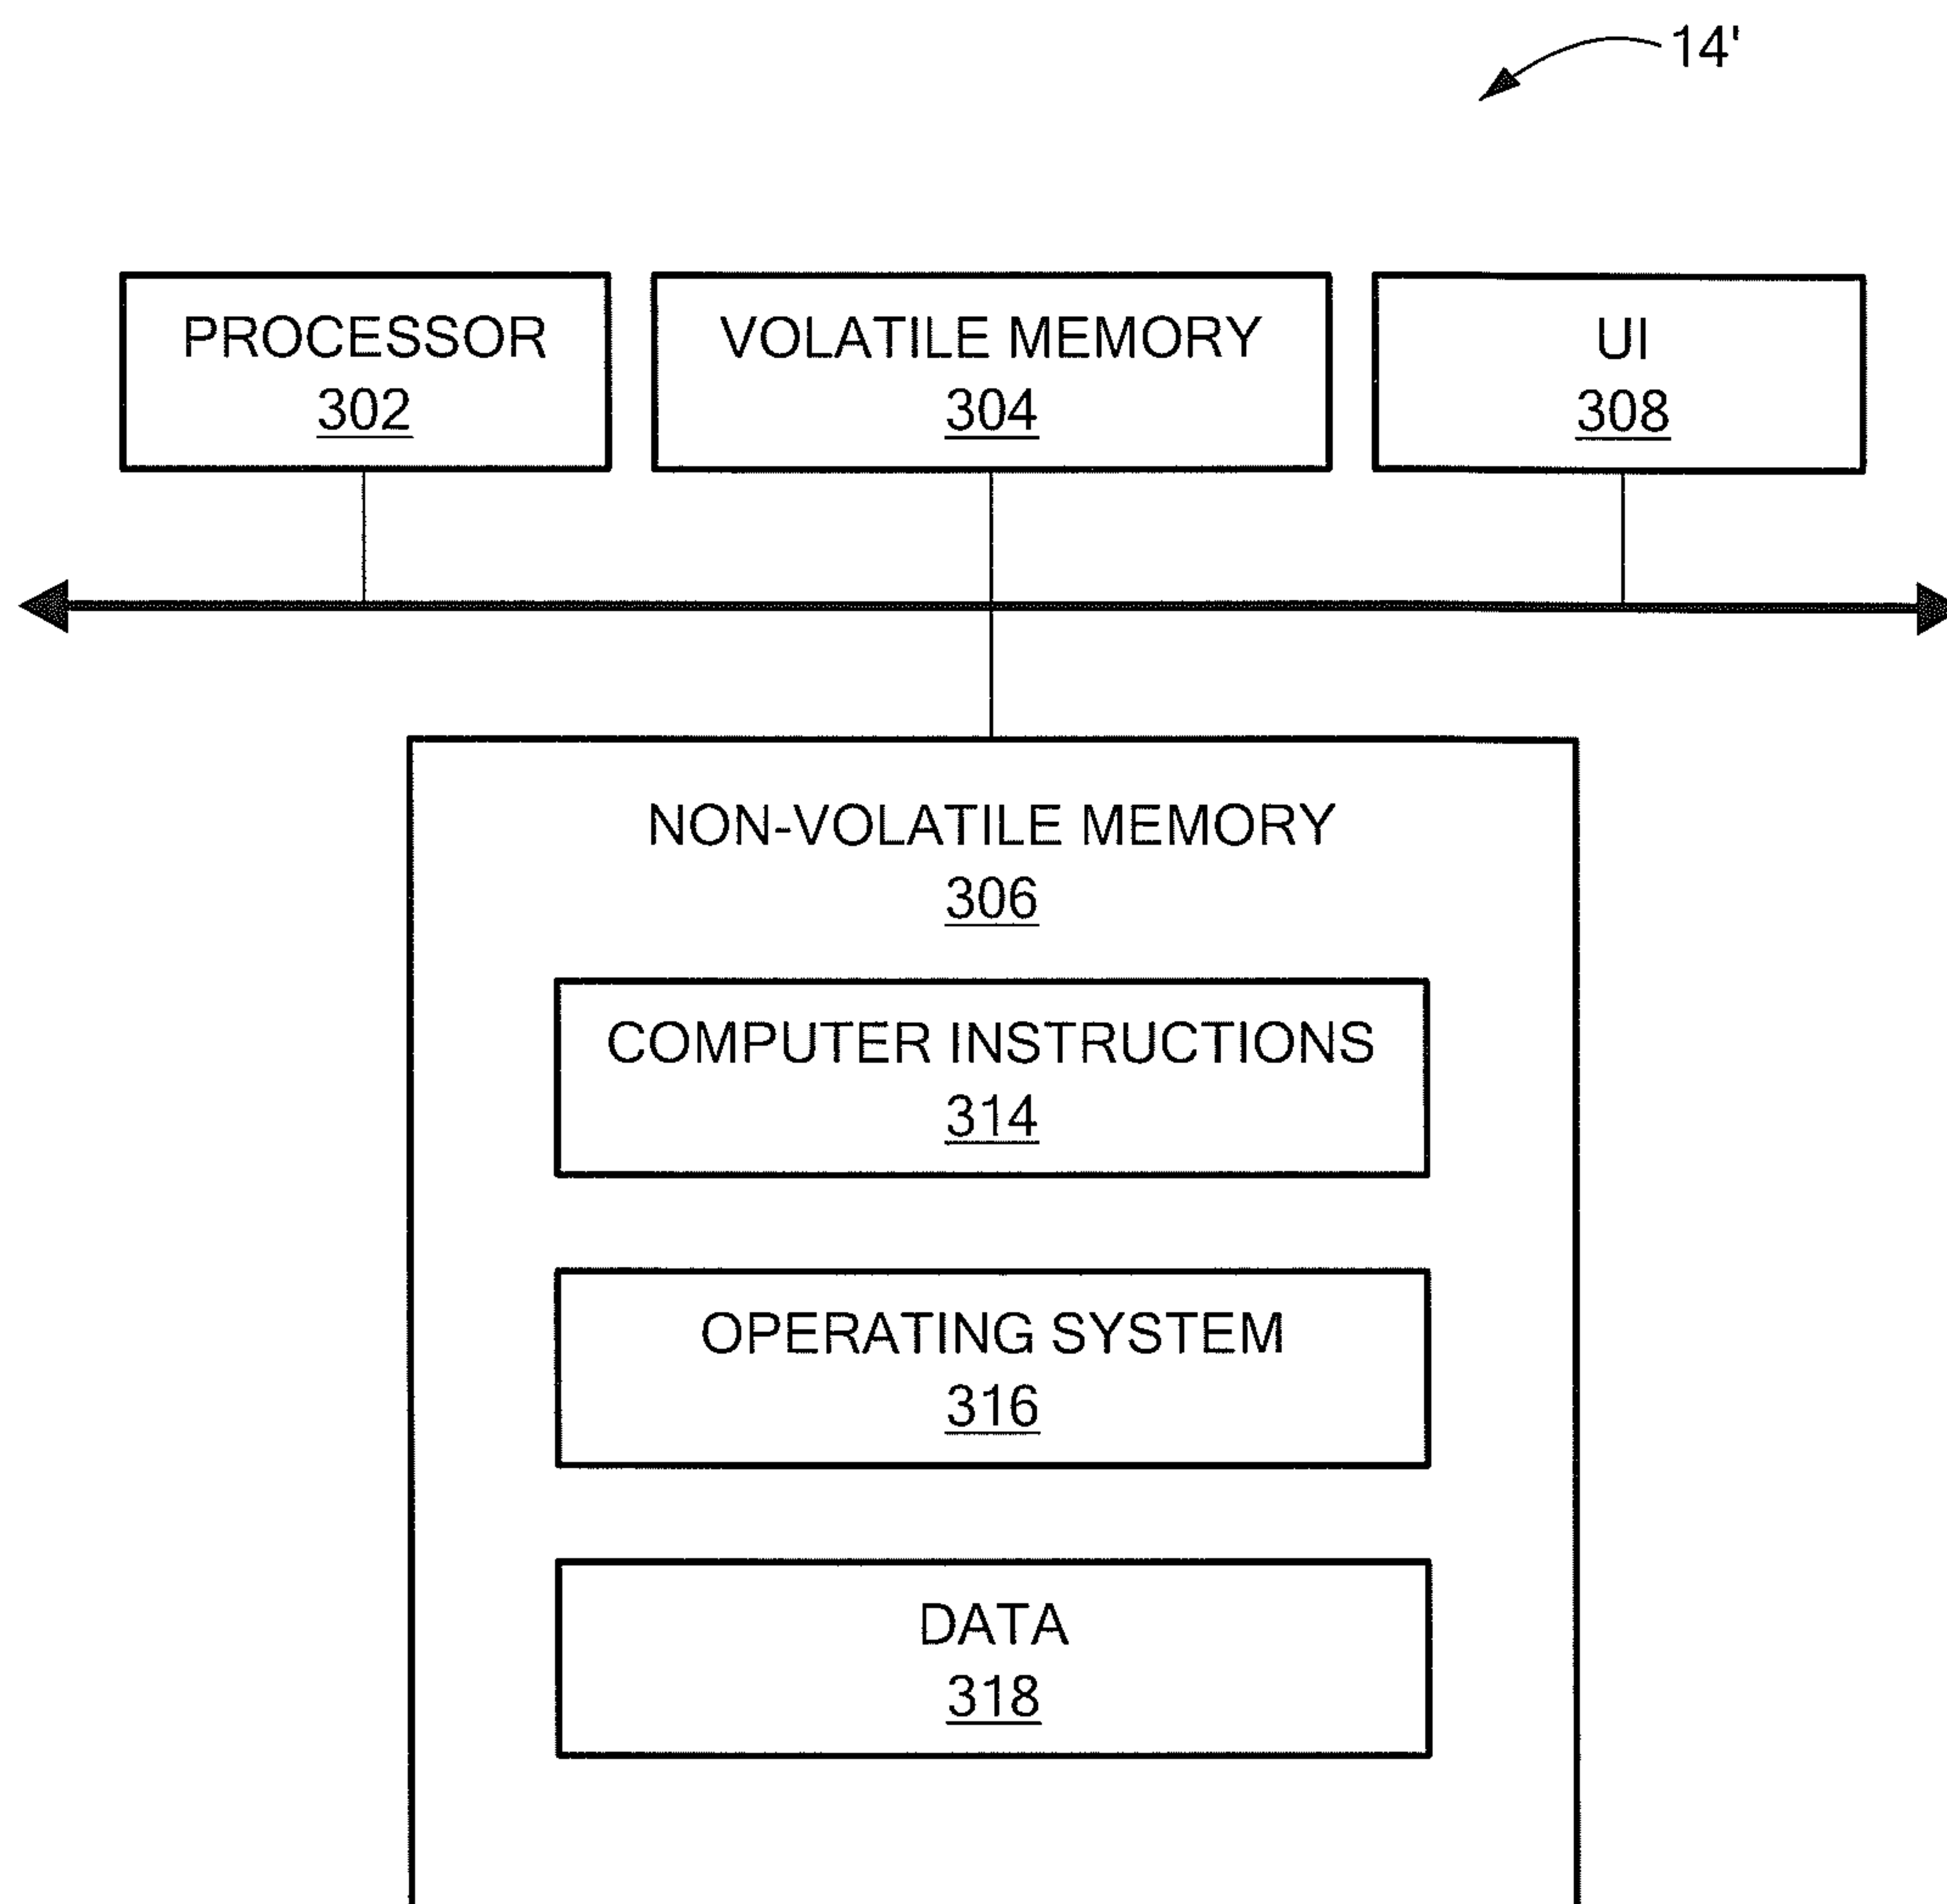 14'
PROCESSOR
302
VOLATILE MEMORY
304
UI
308
NON-VOLATILE MEMORY
306
COMPUTER INSTRUCTIONS
314
OPERATING SYSTEM
316
DATA
318